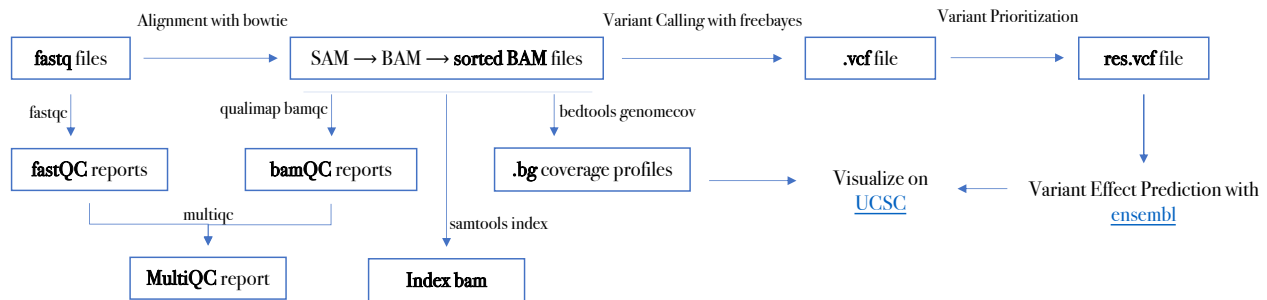 Alignment with bowtie
Variant Calling with freebayes
Variant Prioritization
fastq files
SAM → BAM → sorted BAM files
.vcf file
res.vcf file
fastqc
qualimap bamqc
bedtools genomecov
fastQC reports
bamQC reports
.bg coverage profiles
Visualize on
UCSC
Variant Effect Prediction with
ensembl
multiqc
samtools index
MultiQC report
Index bam